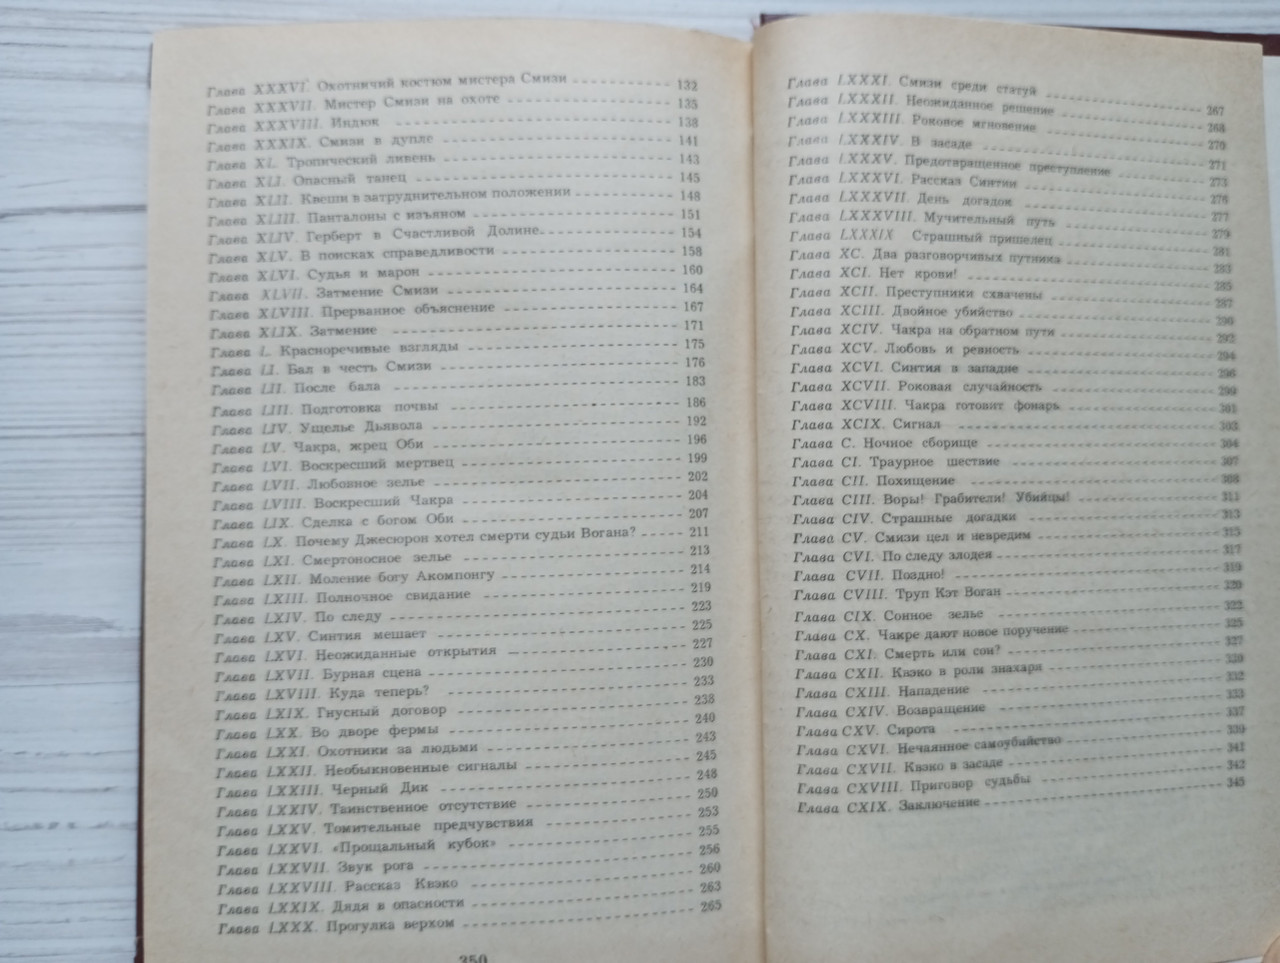 Глава XXXVI. Охотничий костюм мистера Смизи 132
Глава XXXVII. Мистер Смизи на охоте 135
Глава XXXVIII. Индюк 138
Глава XXXIX. Смизи в дупле 141
Глава XL. Тропический ливень 143
Глава XLI. Опасный танец 145
Глава XLII. Квеши в затруднительном положении 148
Глава XLIII. Панталоны с изъяном 151
Глава XLIV. Герберт в Счастливой Долине 154
Глава XLV. В поисках справедливости 158
Глава XLVI. Судья и марон 160
Глава XLVII. Затмение Смизи 164
Глава XLVIII. Прерванное объяснение 167
Глава XLIX. Затмение 171
Глава L. Красноречивые взгляды 175
Глава LI. Бал в честь Смизи 176
Глава LII. После бала 183
Глава LIII. Подготовка почвы 186
Глава LIV. Ущелье Дьявола 192
Глава LV. Чакра, жрец Оби 196
Глава LVI. Воскресший мертвец 199
Глава LVII. Любовное зелье 202
Глава LVIII. Воскресший Чакра 204
Глава LIX. Сделка с богом Оби 207
Глава LX. Почему Джесюрон хотел смерти судьи Вогана? 211
Глава LXI. Смертоносное зелье 213
Глава LXII. Моление богу Акомпонгу 214
Глава LXIII. Полночное свидание 219
Глава LXIV. По следу 223
Глава LXV. Синтия мешает 225
Глава LXVI. Неожиданные открытия 227
Глава LXVII. Бурная сцена 230
Глава LXVIII. Куда теперь? 233
Глава LXIX. Гнусный договор 238
Глава LXX. Во дворе фермы 240
Глава LXXI. Охотники за людьми 243
Глава LXXII. Необыкновенные сигналы 245
Глава LXXIII. Черный Дик 248
Глава LXXIV. Таинственное отсутствие 250
Глава LXXV. Томительные предчувствия 253
Глава LXXVI. «Прощальный кубок» 255
Глава LXXVII. Звук рога 256
Глава LXXVIII. Рассказ Квэко 260
Глава LXXIX. Дядя в опасности 263
Глава LXXX. Прогулка верхом 265
350
Глава LXXXI. Смизи среди статуй 267
Глава LXXXII. Неожиданное решение 268
Глава LXXXIII. Роковое мгновение 270
Глава LXXXIV. В засаде 271
Глава LXXXV. Предотвращенное преступление 273
Глава LXXXVI. Рассказ Синтии 276
Глава LXXXVII. День догадок 277
Глава LXXXVIII. Мучительный путь 279
Глава LXXXIX Страшный пришелец 281
Глава XC. Два разговорчивых путника 283
Глава XCI. Нет крови! 285
Глава XCII. Преступники схвачены 287
Глава XCIII. Двойное убийство 290
Глава XCIV. Чакра на обратном пути 292
Глава XCV. Любовь и ревность 294
Глава XCVI. Синтия в западне 296
Глава XCVII. Роковая случайность 299
Глава XCVIII. Чакра готовит фонарь 301
Глава XCIX. Сигнал 303
Глава C. Ночное сборище 304
Глава CI. Траурное шествие 307
Глава CII. Похищение 308
Глава CIII. Воры! Грабители! Убийцы! 311
Глава CIV. Страшные догадки 313
Глава CV. Смизи цел и невредим 315
Глава CVI. По следу злодея 317
Глава CVII. Поздно! 319
Глава CVIII. Труп Кэт Воган 320
Глава CIX. Сонное зелье 322
Глава CX. Чакре дают новое поручение 325
Глава CXI. Смерть или сон? 327
Глава CXII. Квэко в роли знахаря 330
Глава CXIII. Нападение 332
Глава CXIV. Возвращение 333
Глава CXV. Сирота 337
Глава CXVI. Нечаянное самоубийство 339
Глава CXVII. Квэко в засаде 341
Глава CXVIII. Приговор судьбы 342
Глава CXIX. Заключение 345